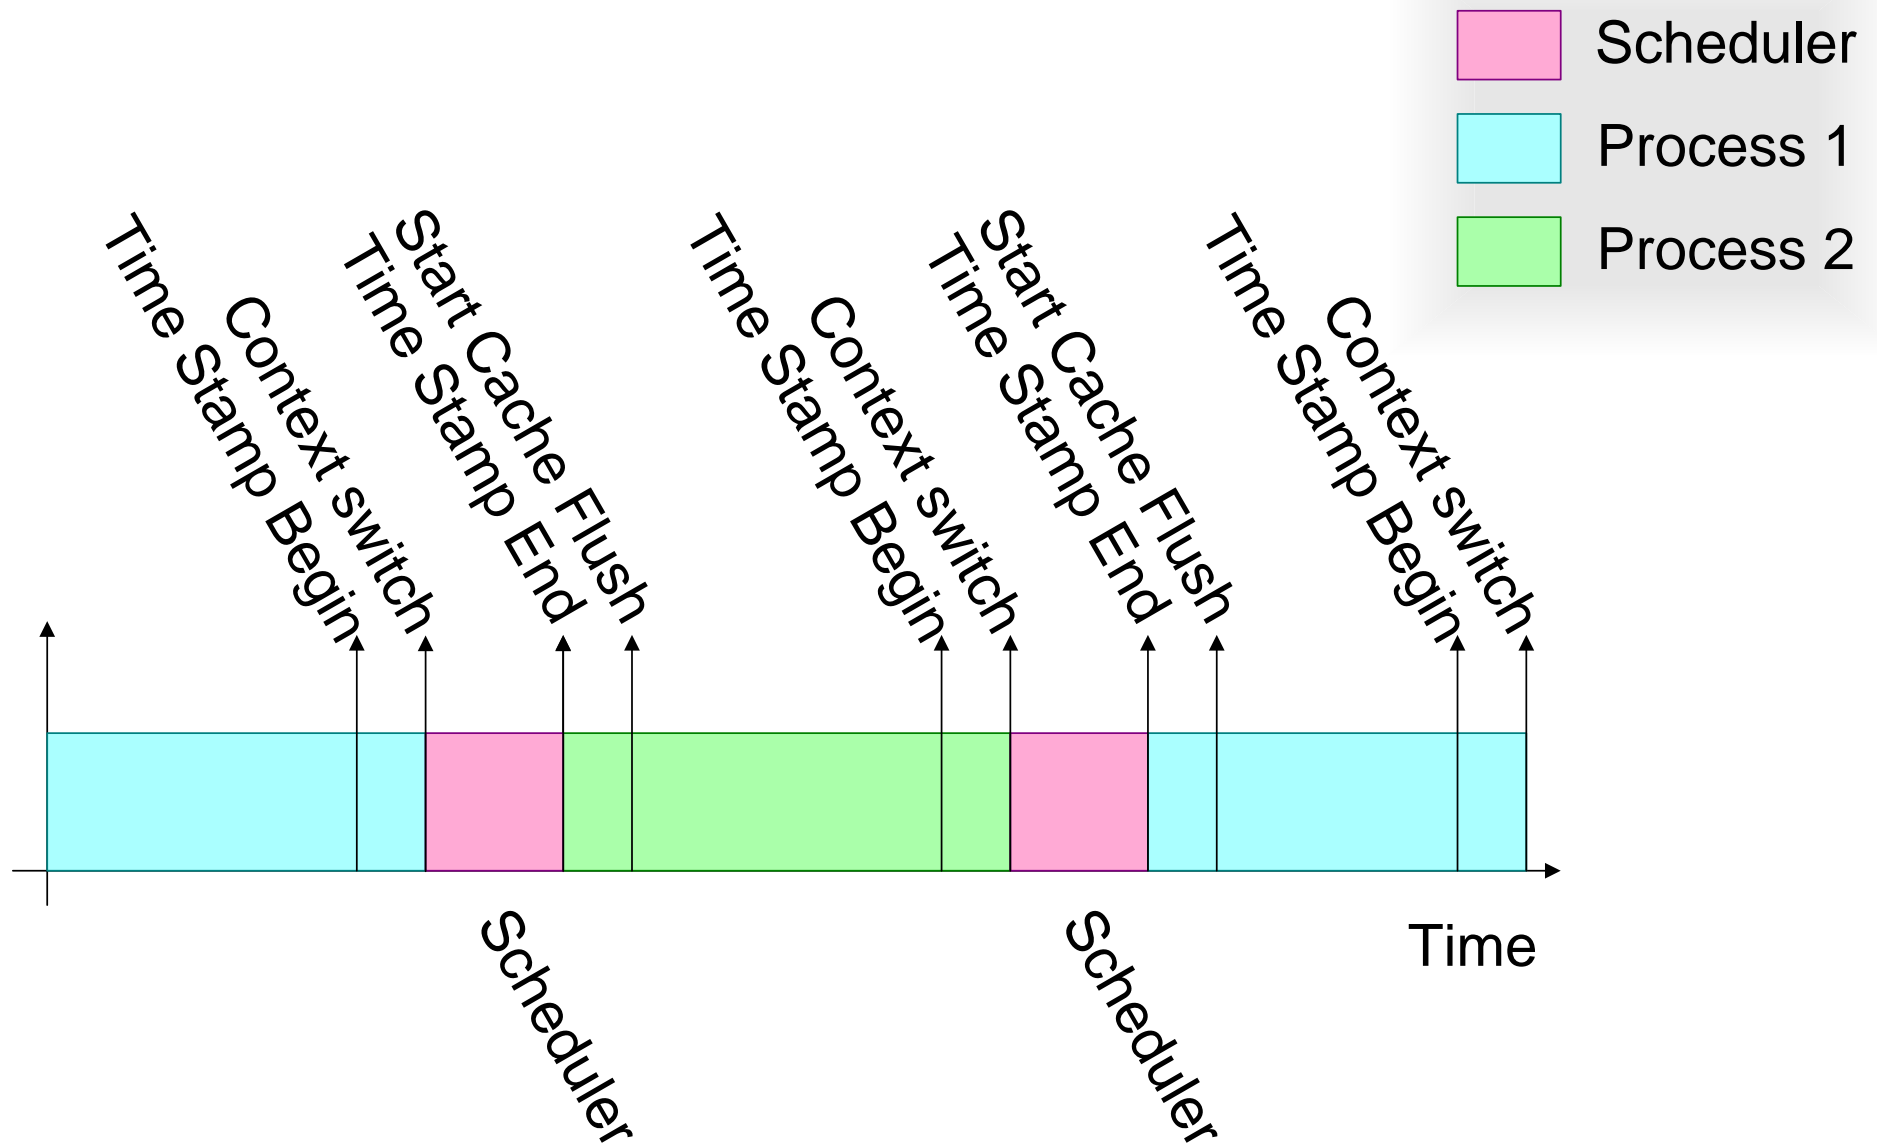 Scheduler
Process 1
Process 2
Time Stamp Begin
Context switch
Time Stamp End
Start Cache Flush
Time Stamp Begin
Context switch
Time Stamp End
Start Cache Flush
Time Stamp Begin
Context switch
Scheduler
Scheduler
Time